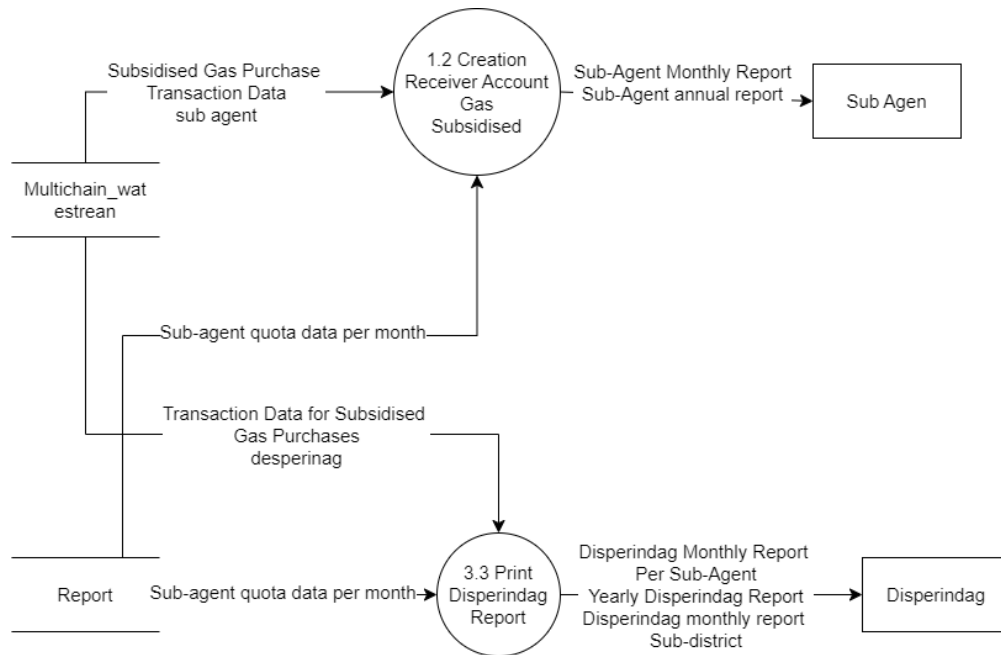 1.2 Creation
Receiver Account
Gas
Subsidised
Subsidised Gas Purchase
Transaction Data
sub agent
Sub-Agent Monthly Report
Sub-Agent annual report
Sub Agen
Multichain_wat
estrean
Sub-agent quota data per month
Transaction Data for Subsidised
Gas Purchases
desperinag
Report
Sub-agent quota data per month
3.3 Print
Disperindag
Report
Disperindag Monthly Report
Per Sub-Agent
Yearly Disperindag Report
Disperindag monthly report
Sub-district
Disperindag